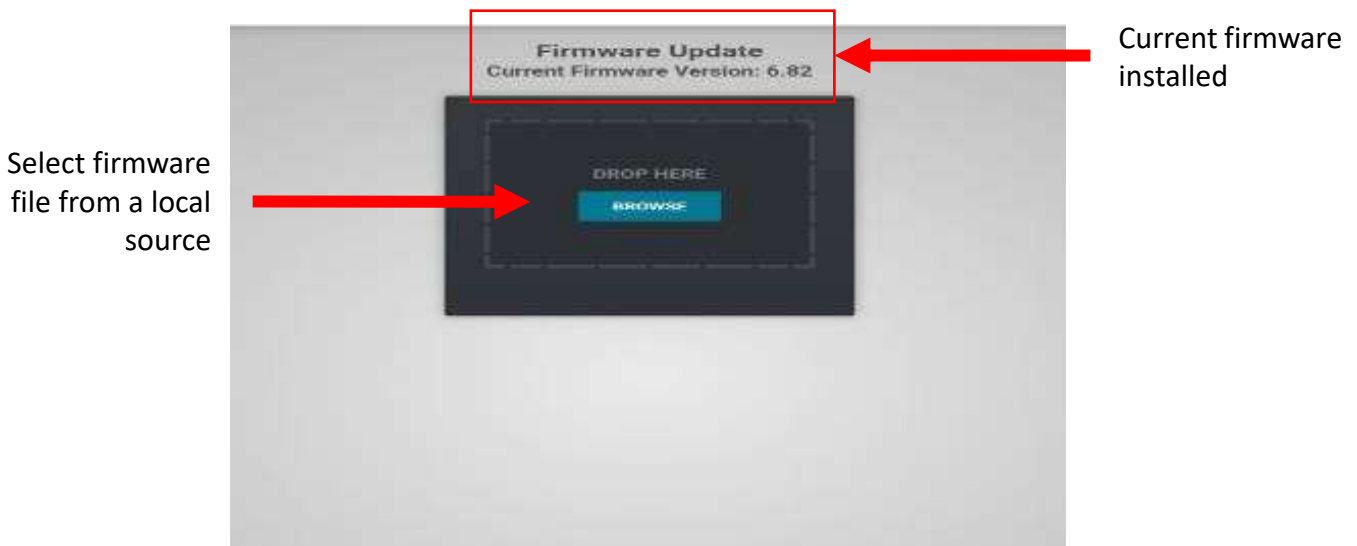 Firmware Update
Current Firmware Version: 6.82
Current firmware
installed
Select firmware
file from a local
source
DROP HERE
BROWSE